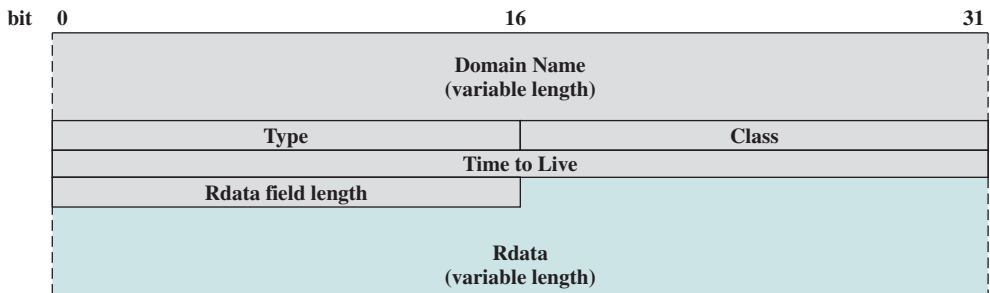 bit 0 16 31
Domain Name
(variable length)
Type Class
Time to Live
Rdata field length
Rdata
(variable length)